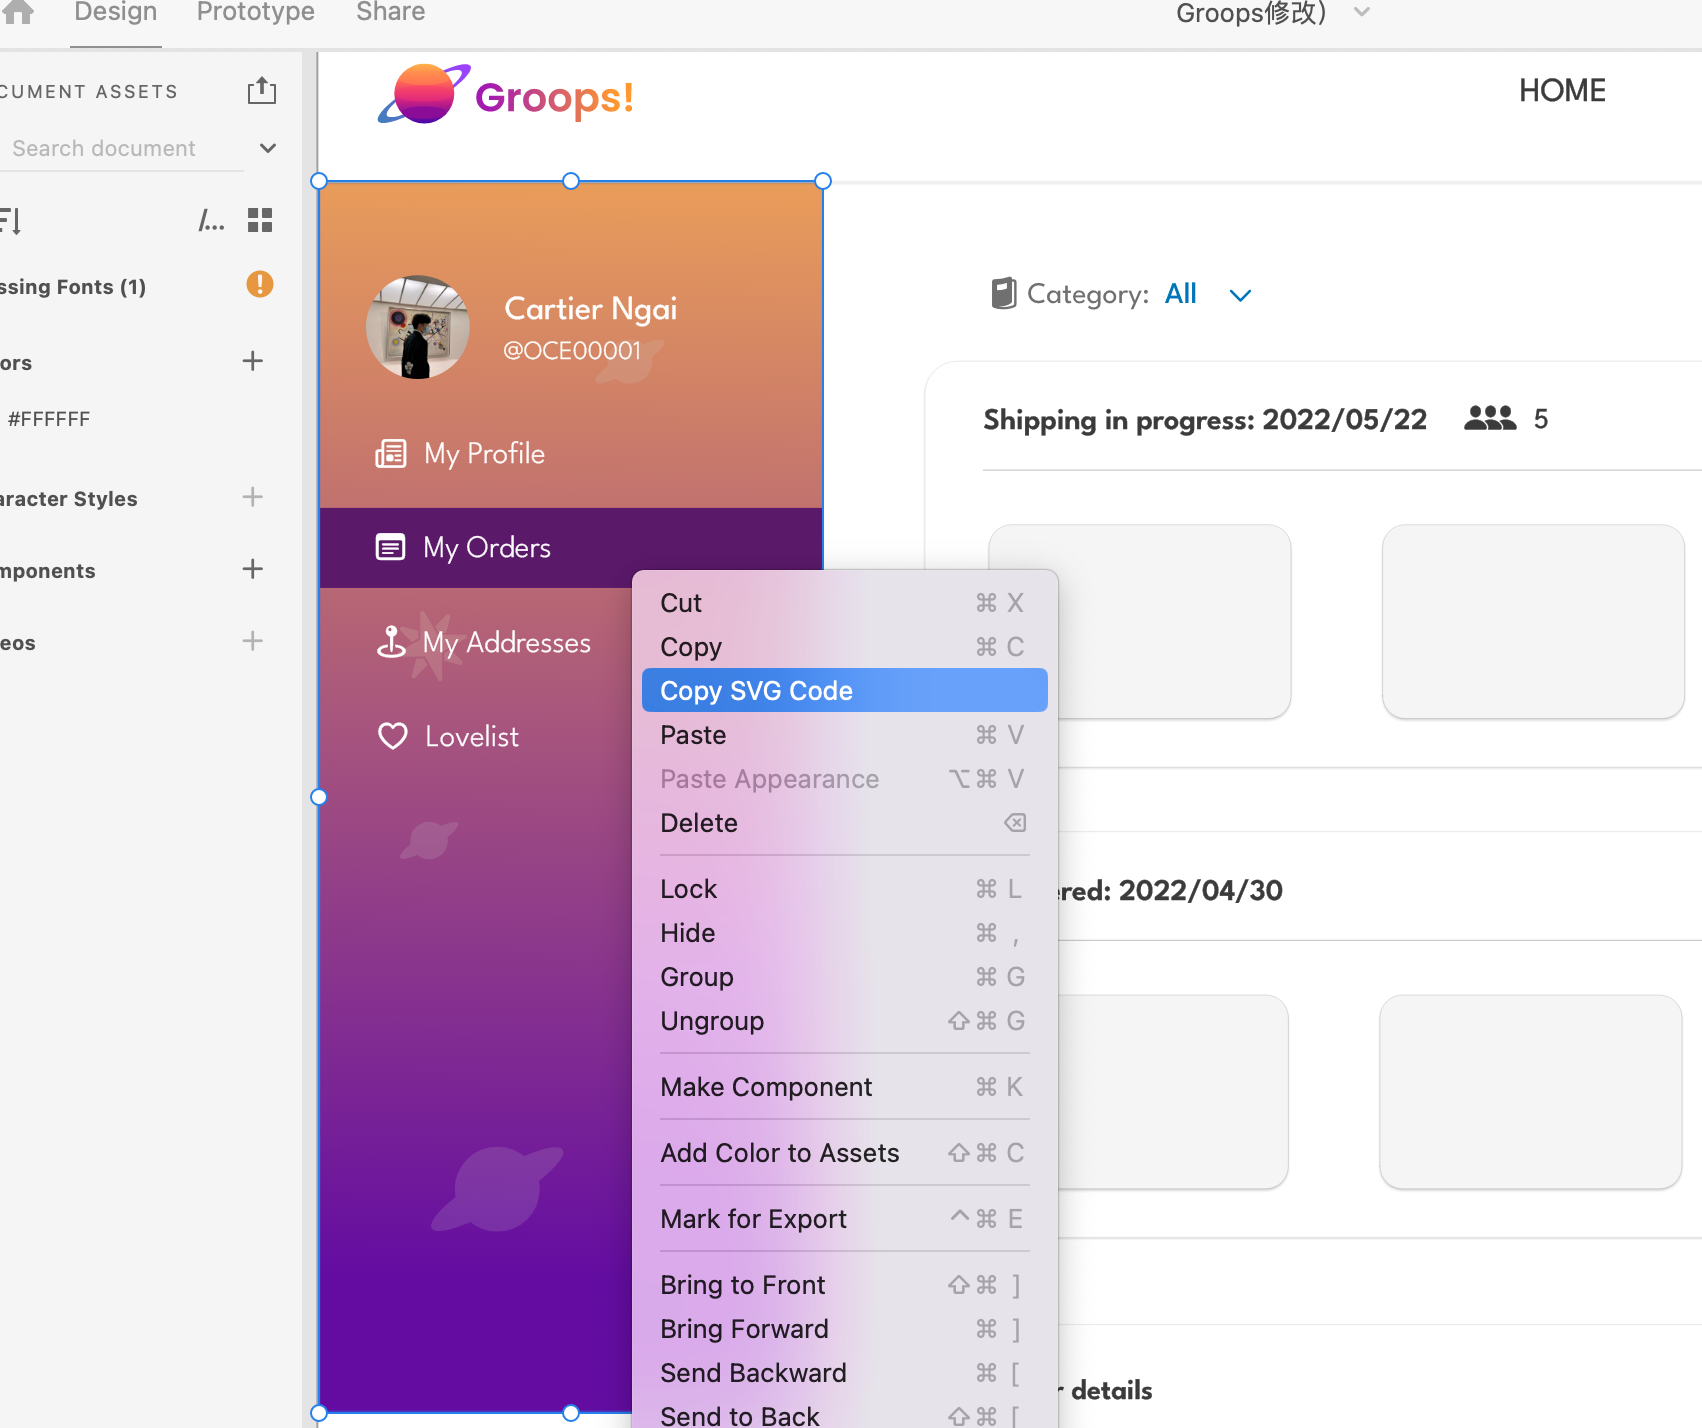 Design Prototype Share Groops修改)
CUMENT ASSETS
Groops!
HOME
Search document
/...
ssing Fonts (1)
Cartier Ngai
@OCE00001
Category: All
ors
#FFFFFF
Shipping in progress: 2022/05/22 5
My Profile
aracter Styles
My Orders
mponents
eos
My Addresses
Lovelist
Cut ⌘ X
Copy ⌘ C
Copy SVG Code
Paste ⌘ V
Paste Appearance ⌥⌘ V
Delete ⌫
Lock ⌘ L
Hide ⌘ ,
Group ⌘ G
Ungroup ⇧⌘ G
Make Component ⌘ K
Add Color to Assets ⇧⌘ C
Mark for Export ^⌘ E
Bring to Front ⇧⌘ ]
Bring Forward ⌘ ]
Send Backward ⌘ [
Send to Back ⇧⌘ [
ered: 2022/04/30
r details